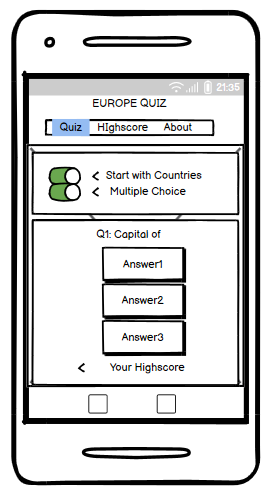 21:35
EUROPE QUIZ
Quiz HIghscore About
< Start with Countries
< Multiple Choice
Q1: Capital of
Answer1
Answer2
Answer3
< Your Highscore